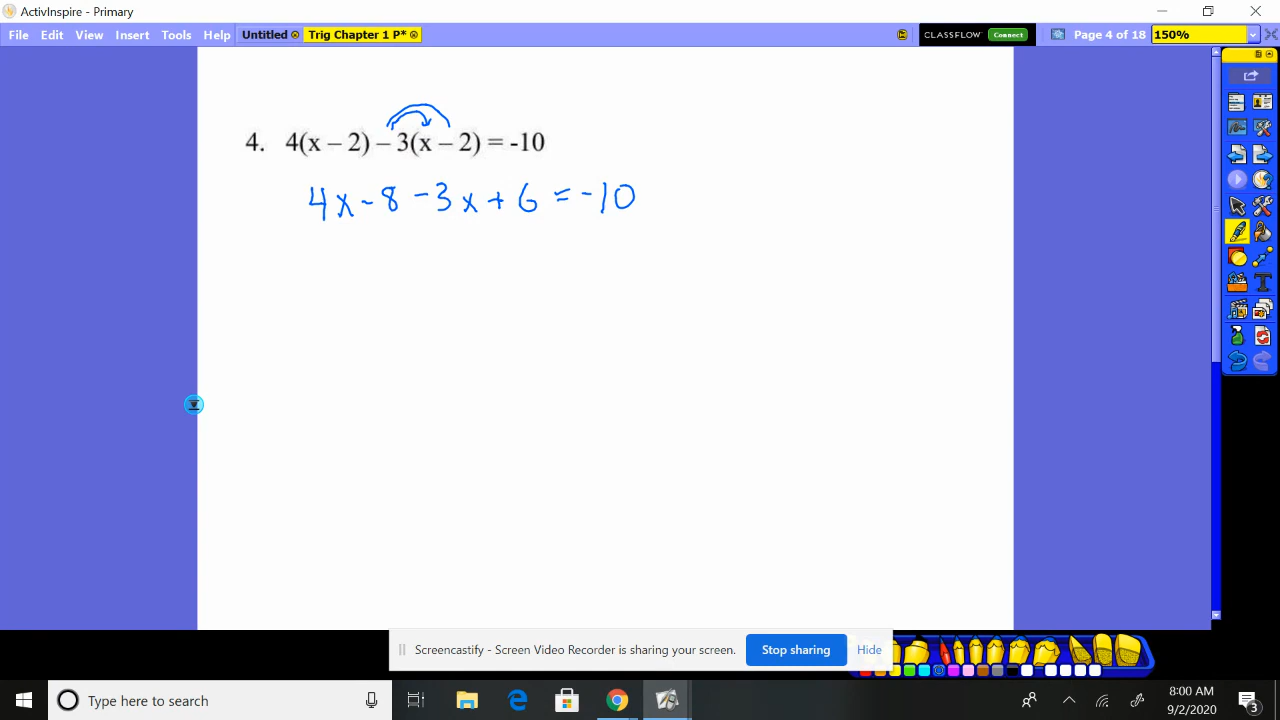 ActivInspire - Primary
File Edit View Insert Tools Help Untitled Trig Chapter 1 P* CLASSFLOW Connect Page 4 of 18 150%
4. 4(x – 2) – 3(x – 2) = -10
4x - 8 - 3x + 6 = -10
Screencastify - Screen Video Recorder is sharing your screen. Stop sharing Hide
Type here to search
8:00 AM
9/2/2020
3